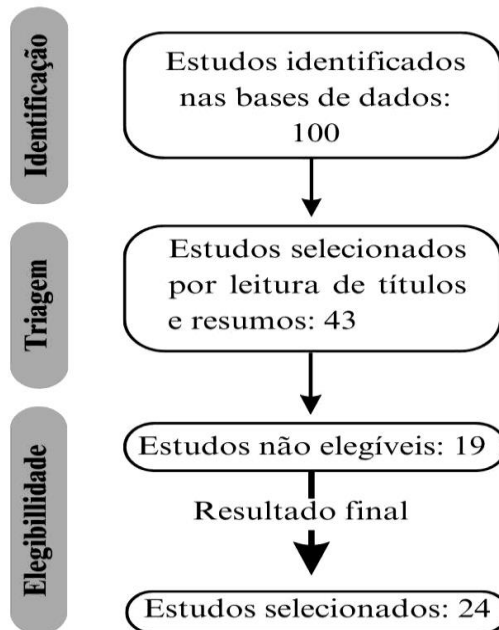 Identificação
Estudos identificados
nas bases de dados:
100
Triagem
Estudos selecionados
por leitura de títulos
e resumos: 43
Elegibillidade
Estudos não elegíveis: 19
Resultado final
Estudos selecionados: 24